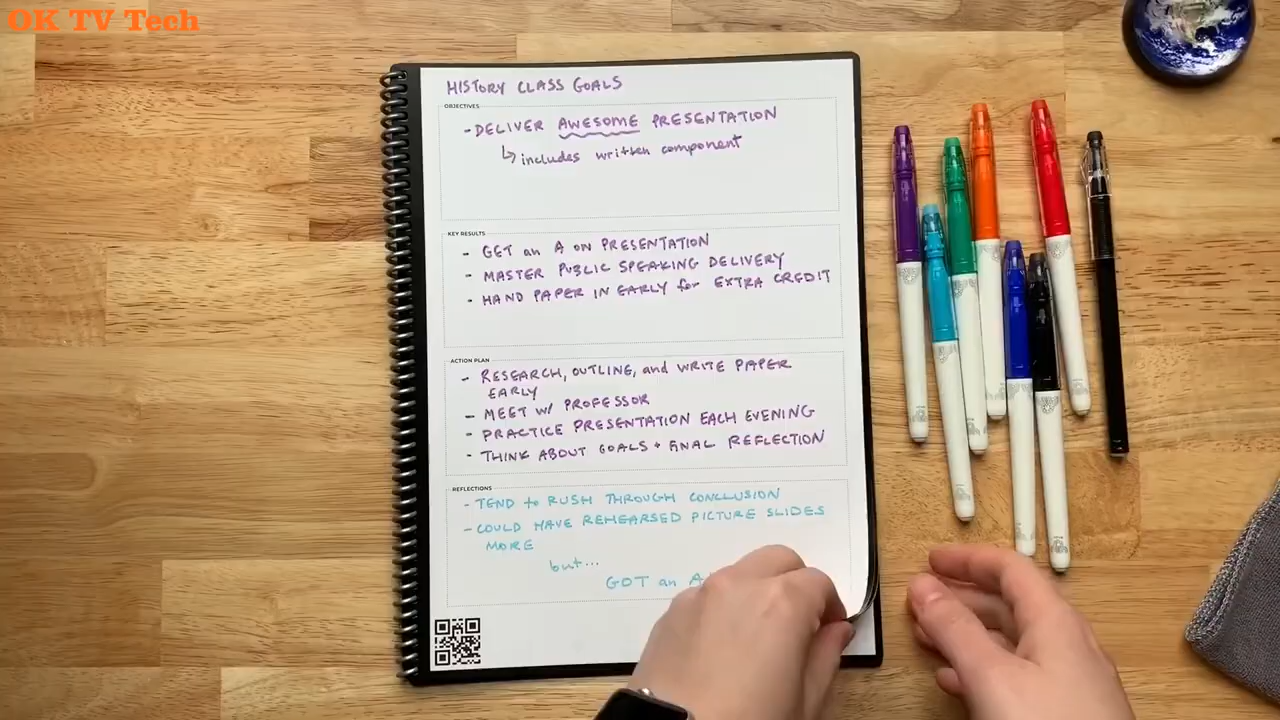 OK TV Tech
HISTORY CLASS GOALS
OBJECTIVES
- DELIVER AWESOME PRESENTATION
↳ includes written component
KEY RESULTS
- GET an A ON PRESENTATION
- MASTER PUBLIC SPEAKING DELIVERY
- HAND PAPER IN EARLY for EXTRA CREDIT
ACTION PLAN
- RESEARCH, OUTLINE, and WRITE PAPER
EARLY
- MEET W/ PROFESSOR
- PRACTICE PRESENTATION EACH EVENING
- THINK ABOUT GOALS + FINAL REFLECTION
REFLECTIONS
- TEND to RUSH THROUGH CONCLUSION
- COULD HAVE REHEARSED PICTURE SLIDES
MORE
but...
GOT an A